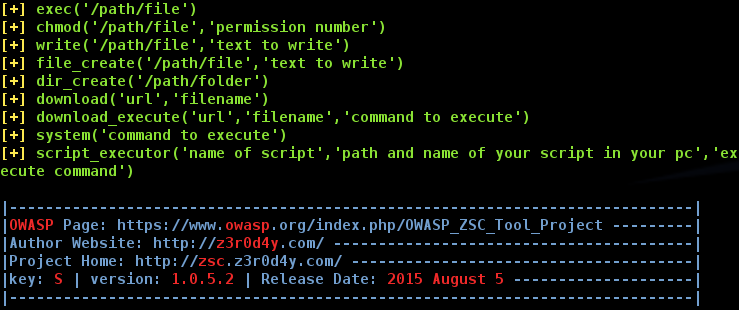 [+] exec('/path/file')
[+] chmod('/path/file','permission number')
[+] write('/path/file','text to write')
[+] file_create('/path/file','text to write')
[+] dir_create('/path/folder')
[+] download('url','filename')
[+] download_execute('url','filename','command to execute')
[+] system('command to execute')
[+] script_executor('name of script','path and name of your script in your pc','ex
ecute command')
|-----------------------------------------------------------------------------------|
|OWASP Page: https://www.owasp.org/index.php/OWASP_ZSC_Tool_Project ----------|
|Author Website: http://z3r0d4y.com/ -------------------------------------------|
|Project Home: http://zsc.z3r0d4y.com/ -----------------------------------------|
|key: S | version: 1.0.5.2 | Release Date: 2015 August 5 ----------------------|
|-----------------------------------------------------------------------------------|